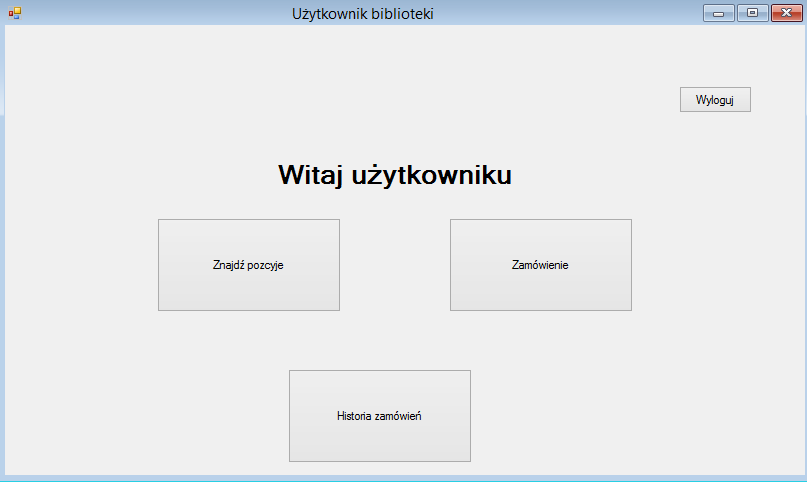 Użytkownik biblioteki
Wyloguj
Witaj użytkowniku
Znajdź pozcyje
Zamówienie
Historia zamówień